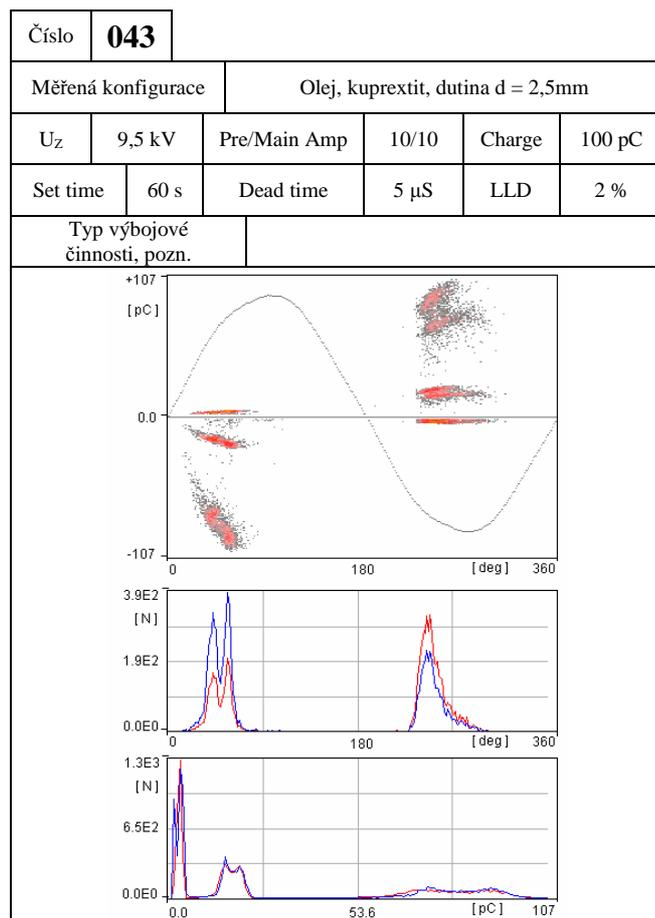 Číslo 043
Měřená konfigurace Olej, kuprextit, dutina d = 2,5mm
UZ 9,5 kV Pre/Main Amp 10/10 Charge 100 pC
Set time 60 s Dead time 5 μS LLD 2 %
Typ výbojové
činnosti, pozn.
+107
[pC]
0.0
-107
0 180 [deg] 360
3.9E2
[N]
1.9E2
0.0E0
0 180 [deg] 360
1.3E3
[N]
6.5E2
0.0E0
0.0 53.6 [pC] 107